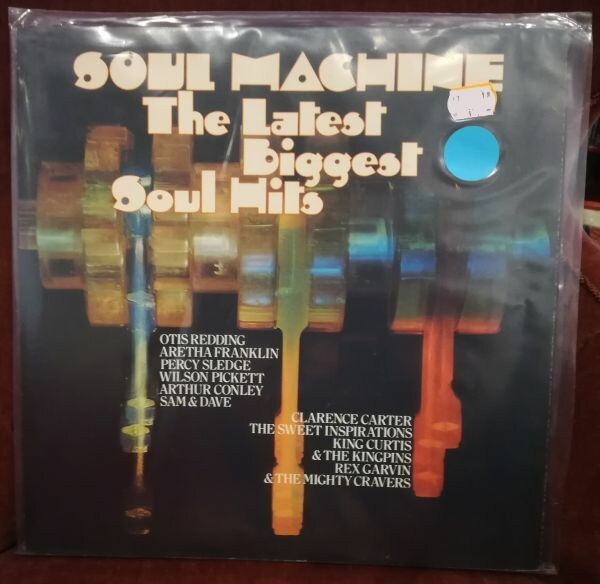 SOUL MACHINE
The Latest
Biggest
Soul Hits
OTIS REDDING
ARETHA FRANKLIN
PERCY SLEDGE
WILSON PICKETT
ARTHUR CONLEY
SAM & DAVE
CLARENCE CARTER
THE SWEET INSPIRATIONS
KING CURTIS
& THE KINGPINS
REX GARVIN
& THE MIGHTY CRAVERS